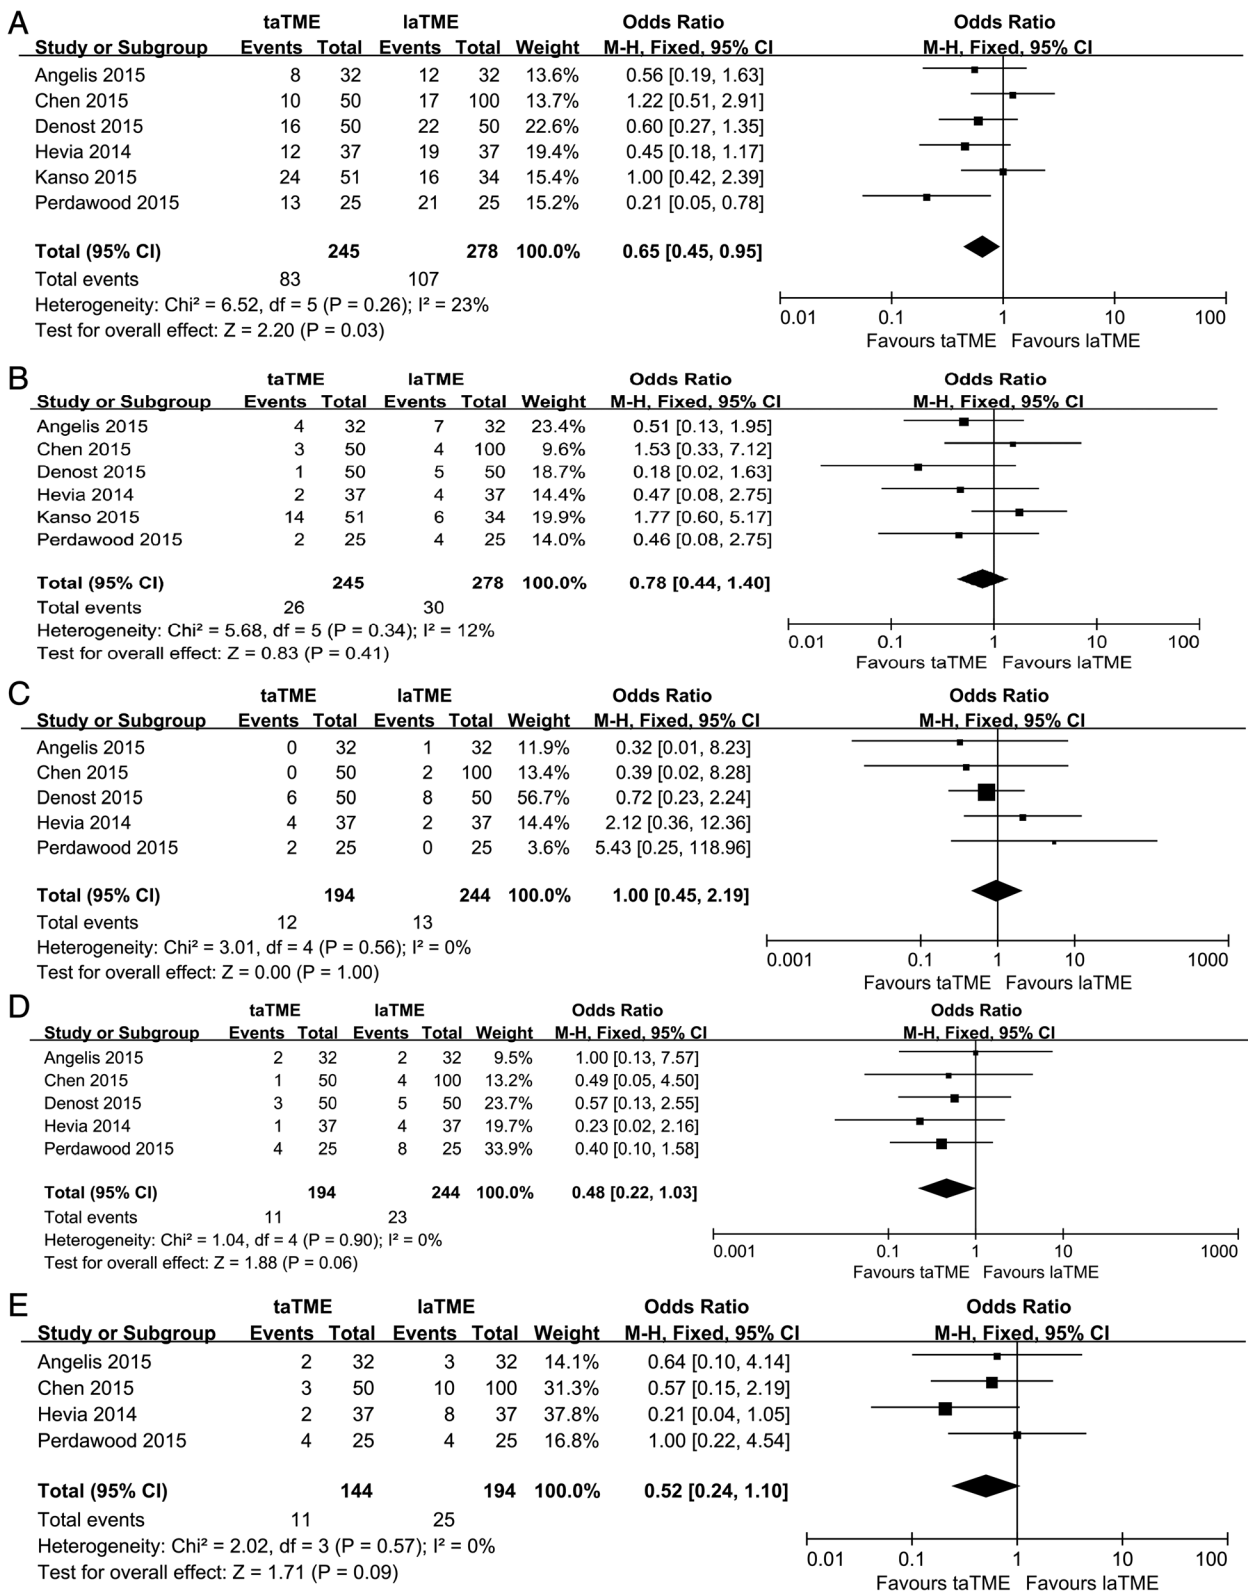 A
taTME laTME Odds Ratio Odds Ratio
Study or Subgroup Events Total Events Total Weight M-H, Fixed, 95% CI M-H, Fixed, 95% CI
Angelis 2015 8 32 12 32 13.6% 0.56 [0.19, 1.63]
Chen 2015 10 50 17 100 13.7% 1.22 [0.51, 2.91]
Denost 2015 16 50 22 50 22.6% 0.60 [0.27, 1.35]
Hevia 2014 12 37 19 37 19.4% 0.45 [0.18, 1.17]
Kanso 2015 24 51 16 34 15.4% 1.00 [0.42, 2.39]
Perdawood 2015 13 25 21 25 15.2% 0.21 [0.05, 0.78]
Total (95% CI) 245 278 100.0% 0.65 [0.45, 0.95]
Total events 83 107
Heterogeneity: Chi² = 6.52, df = 5 (P = 0.26); I² = 23%
Test for overall effect: Z = 2.20 (P = 0.03)
0.01 0.1 1 10 100
Favours taTME Favours laTME
B
taTME laTME Odds Ratio Odds Ratio
Study or Subgroup Events Total Events Total Weight M-H, Fixed, 95% CI M-H, Fixed, 95% CI
Angelis 2015 4 32 7 32 23.4% 0.51 [0.13, 1.95]
Chen 2015 3 50 4 100 9.6% 1.53 [0.33, 7.12]
Denost 2015 1 50 5 50 18.7% 0.18 [0.02, 1.63]
Hevia 2014 2 37 4 37 14.4% 0.47 [0.08, 2.75]
Kanso 2015 14 51 6 34 19.9% 1.77 [0.60, 5.17]
Perdawood 2015 2 25 4 25 14.0% 0.46 [0.08, 2.75]
Total (95% CI) 245 278 100.0% 0.78 [0.44, 1.40]
Total events 26 30
Heterogeneity: Chi² = 5.68, df = 5 (P = 0.34); I² = 12%
Test for overall effect: Z = 0.83 (P = 0.41)
0.01 0.1 1 10 100
Favours taTME Favours laTME
C
taTME laTME Odds Ratio Odds Ratio
Study or Subgroup Events Total Events Total Weight M-H, Fixed, 95% CI M-H, Fixed, 95% CI
Angelis 2015 0 32 1 32 11.9% 0.32 [0.01, 8.23]
Chen 2015 0 50 2 100 13.4% 0.39 [0.02, 8.28]
Denost 2015 6 50 8 50 56.7% 0.72 [0.23, 2.24]
Hevia 2014 4 37 2 37 14.4% 2.12 [0.36, 12.36]
Perdawood 2015 2 25 0 25 3.6% 5.43 [0.25, 118.96]
Total (95% CI) 194 244 100.0% 1.00 [0.45, 2.19]
Total events 12 13
Heterogeneity: Chi² = 3.01, df = 4 (P = 0.56); I² = 0%
Test for overall effect: Z = 0.00 (P = 1.00)
0.001 0.1 1 10 1000
Favours taTME Favours laTME
D
taTME laTME Odds Ratio Odds Ratio
Study or Subgroup Events Total Events Total Weight M-H, Fixed, 95% CI M-H, Fixed, 95% CI
Angelis 2015 2 32 2 32 9.5% 1.00 [0.13, 7.57]
Chen 2015 1 50 4 100 13.2% 0.49 [0.05, 4.50]
Denost 2015 3 50 5 50 23.7% 0.57 [0.13, 2.55]
Hevia 2014 1 37 4 37 19.7% 0.23 [0.02, 2.16]
Perdawood 2015 4 25 8 25 33.9% 0.40 [0.10, 1.58]
Total (95% CI) 194 244 100.0% 0.48 [0.22, 1.03]
Total events 11 23
Heterogeneity: Chi² = 1.04, df = 4 (P = 0.90); I² = 0%
Test for overall effect: Z = 1.88 (P = 0.06)
0.001 0.1 1 10 1000
Favours taTME Favours laTME
E
taTME laTME Odds Ratio Odds Ratio
Study or Subgroup Events Total Events Total Weight M-H, Fixed, 95% CI M-H, Fixed, 95% CI
Angelis 2015 2 32 3 32 14.1% 0.64 [0.10, 4.14]
Chen 2015 3 50 10 100 31.3% 0.57 [0.15, 2.19]
Hevia 2014 2 37 8 37 37.8% 0.21 [0.04, 1.05]
Perdawood 2015 4 25 4 25 16.8% 1.00 [0.22, 4.54]
Total (95% CI) 144 194 100.0% 0.52 [0.24, 1.10]
Total events 11 25
Heterogeneity: Chi² = 2.02, df = 3 (P = 0.57); I² = 0%
Test for overall effect: Z = 1.71 (P = 0.09)
0.01 0.1 1 10 100
Favours taTME Favours laTME